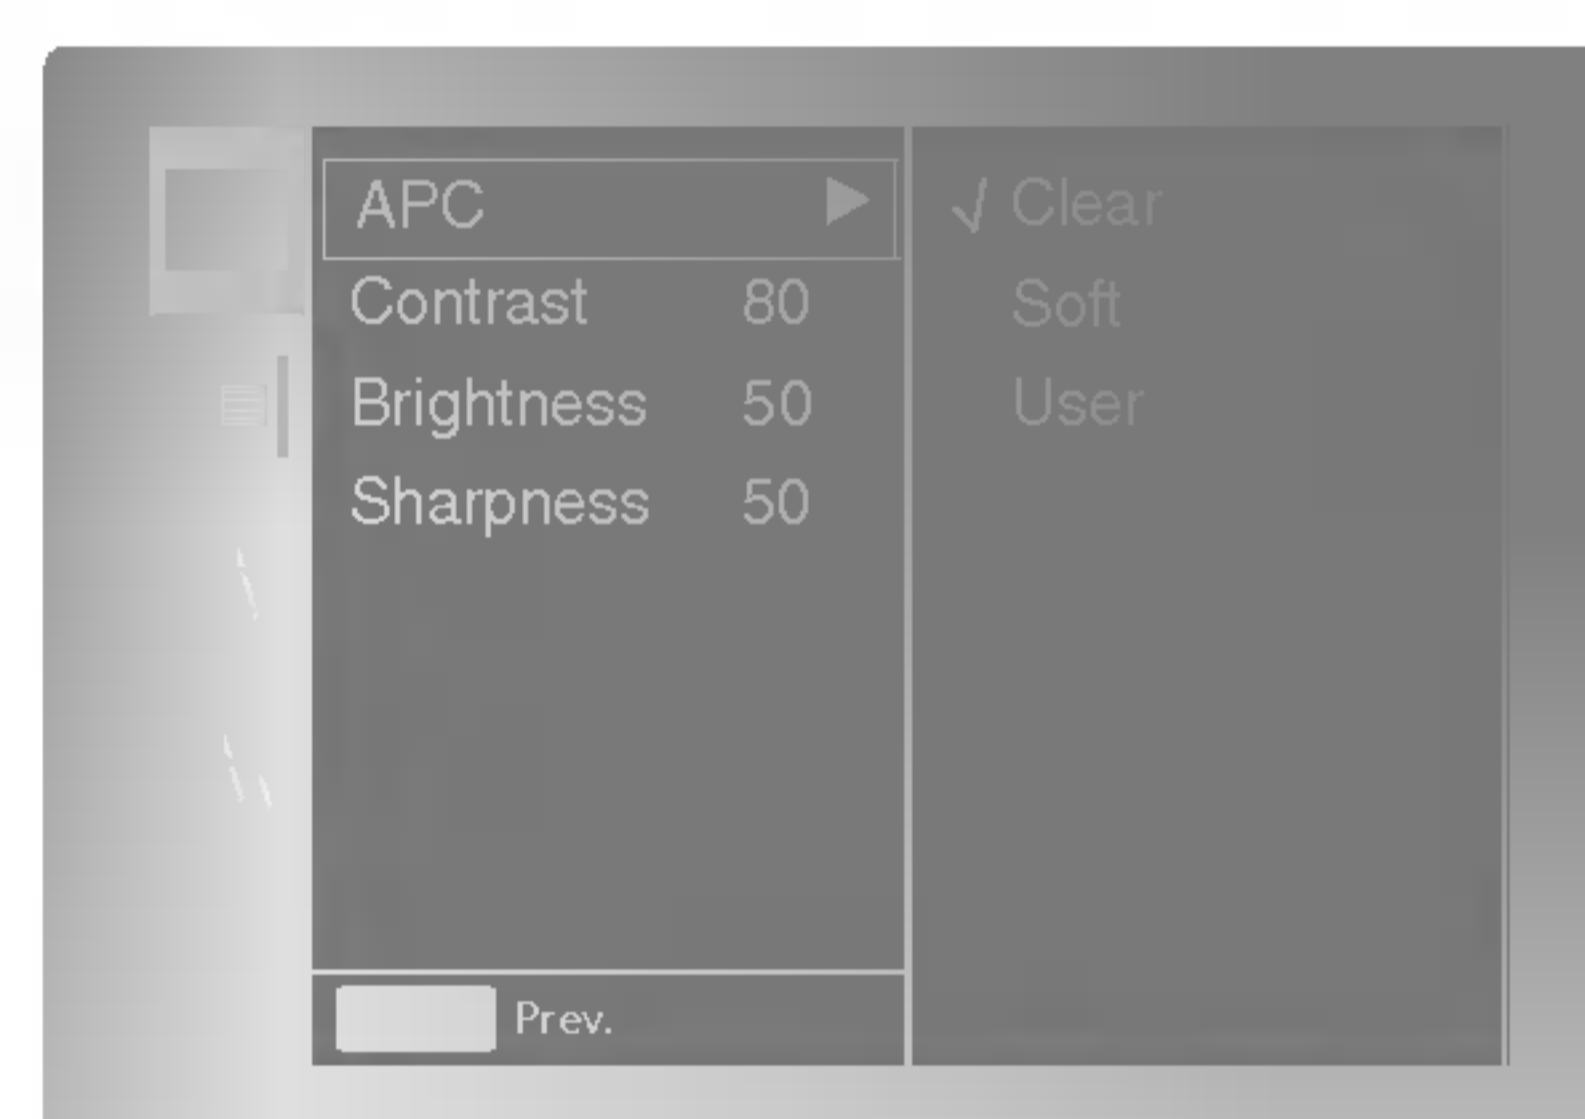 APC ▶ √ Clear
Contrast 80 Soft
Brightness 50 User
Sharpness 50
Prev.